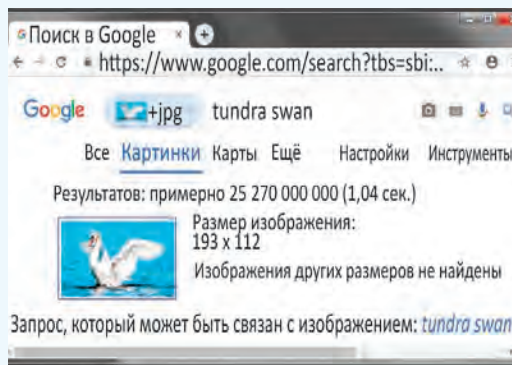 Поиск в Google
https://www.google.com/search?tbs=sbi:..
Google +jpg tundra swan
Все Картинки Карты Ещё Настройки Инструменты
Результатов: примерно 25 270 000 000 (1,04 сек.)
Размер изображения:
193 x 112
Изображения других размеров не найдены
Запрос, который может быть связан с изображением: tundra swan